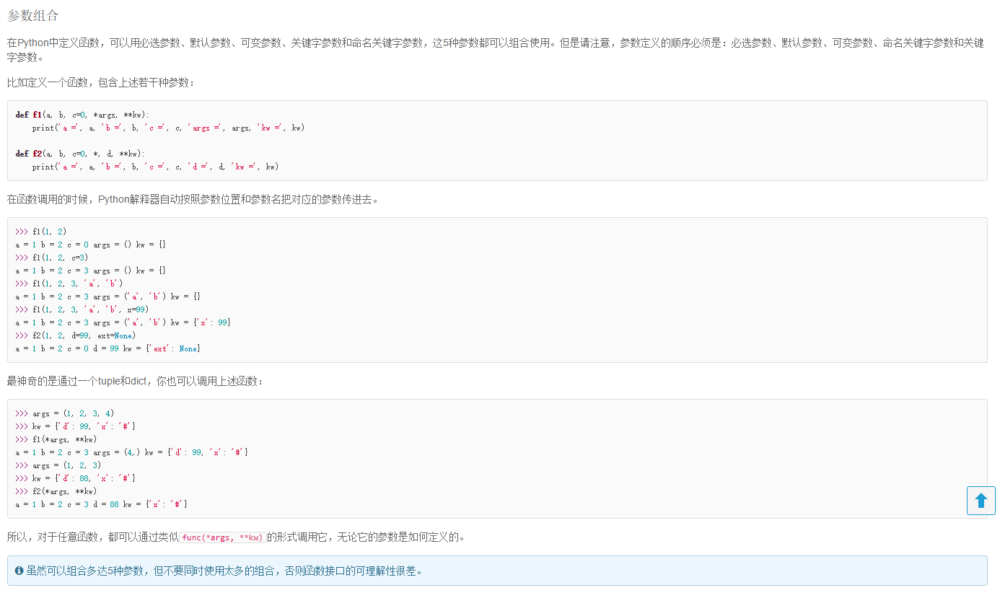 参数组合
在Python中定义函数，可以用必选参数、默认参数、可变参数、关键字参数和命名关键字参数，这5种参数都可以组合使用。但是请注意，参数定义的顺序必须是：必选参数、默认参数、可变参数、命名关键字参数和关键
字参数。
比如定义一个函数，包含上述若干种参数：
def f1(a, b, c=0, *args, **kw):
    print('a =', a, 'b =', b, 'c =', c, 'args =', args, 'kw =', kw)
def f2(a, b, c=0, *, d, **kw):
    print('a =', a, 'b =', b, 'c =', c, 'd =', d, 'kw =', kw)
在函数调用的时候，Python解释器自动按照参数位置和参数名把对应的参数传进去。
>>> f1(1, 2)
a = 1 b = 2 c = 0 args = () kw = {}
>>> f1(1, 2, c=3)
a = 1 b = 2 c = 3 args = () kw = {}
>>> f1(1, 2, 3, 'a', 'b')
a = 1 b = 2 c = 3 args = ('a', 'b') kw = {}
>>> f1(1, 2, 3, 'a', 'b', x=99)
a = 1 b = 2 c = 3 args = ('a', 'b') kw = {'x': 99}
>>> f2(1, 2, d=99, ext=None)
a = 1 b = 2 c = 0 d = 99 kw = {'ext': None}
最神奇的是通过一个tuple和dict，你也可以调用上述函数：
>>> args = (1, 2, 3, 4)
>>> kw = {'d': 99, 'x': '#'}
>>> f1(*args, **kw)
a = 1 b = 2 c = 3 args = (4,) kw = {'d': 99, 'x': '#'}
>>> args = (1, 2, 3)
>>> kw = {'d': 88, 'x': '#'}
>>> f2(*args, **kw)
a = 1 b = 2 c = 3 d = 88 kw = {'x': '#'}
所以，对于任意函数，都可以通过类似func(*args, **kw)的形式调用它，无论它的参数是如何定义的。
虽然可以组合多达5种参数，但不要同时使用太多的组合，否则函数接口的可理解性很差。